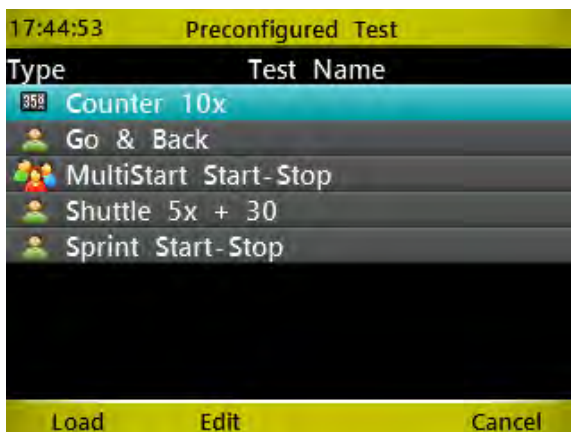 17:44:53 Preconfigured Test
Type Test Name
Counter 10x
Go & Back
MultiStart Start-Stop
Shuttle 5x + 30
Sprint Start-Stop
Load Edit Cancel